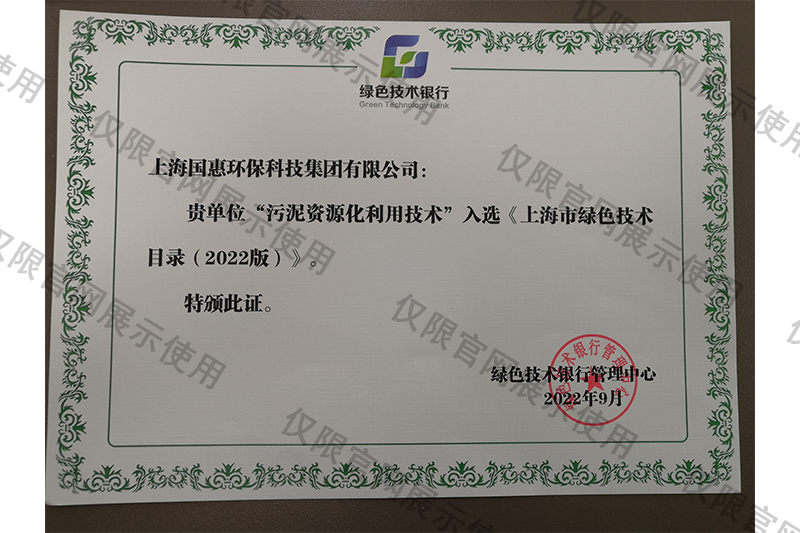 绿色技术银行
Green Technology Bank
上海国惠环保科技集团有限公司：
贵单位“污泥资源化利用技术”入选《上海市绿色技术
目录（2022版）》。
特颁此证。
绿色技术银行管理中心
2022年9月
仅限官网展示使用